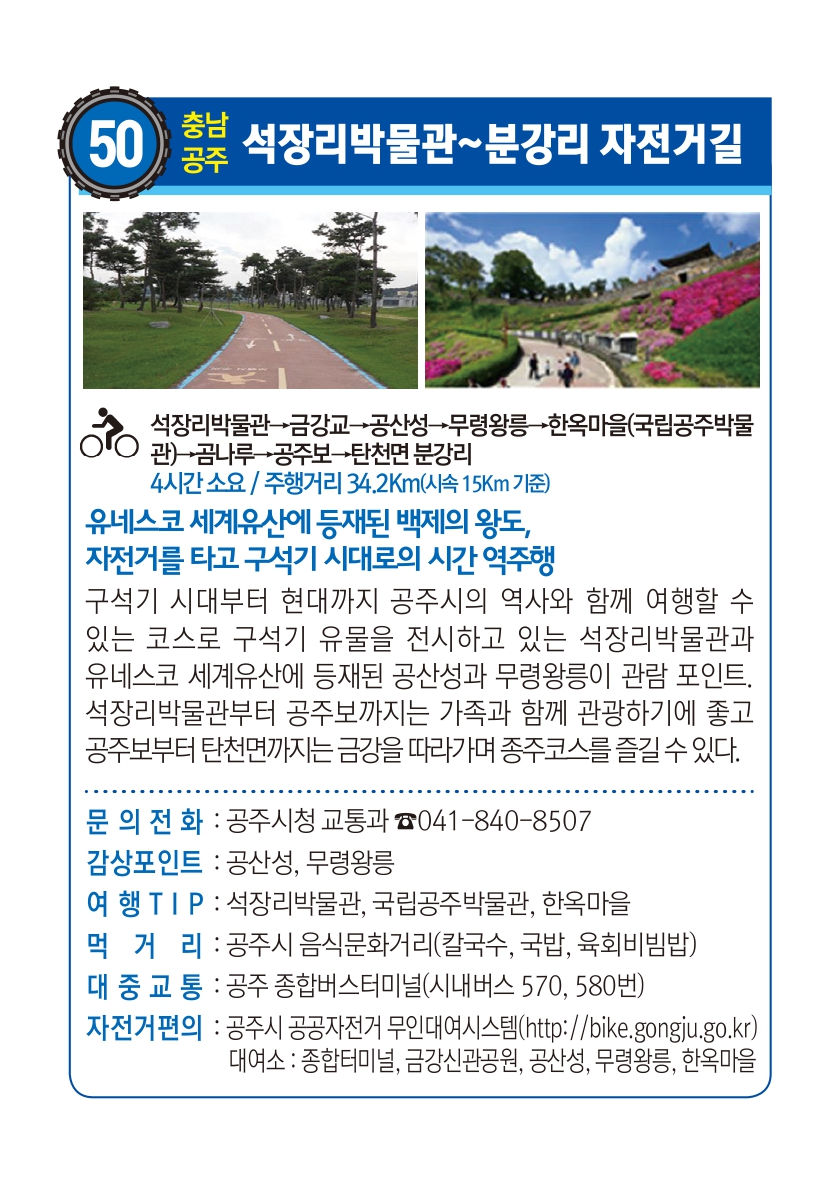 50
충남
공주
석장리박물관~분강리 자전거길
석장리박물관→금강교→공산성→무령왕릉→한옥마을(국립공주박물
관)→곰나루→공주보→탄천면 분강리
4시간 소요 / 주행거리 34.2Km(시속 15Km 기준)
유네스코 세계유산에 등재된 백제의 왕도,
자전거를 타고 구석기 시대로의 시간 역주행
구석기 시대부터 현대까지 공주시의 역사와 함께 여행할 수
있는 코스로 구석기 유물을 전시하고 있는 석장리박물관과
유네스코 세계유산에 등재된 공산성과 무령왕릉이 관람 포인트.
석장리박물관부터 공주보까지는 가족과 함께 관광하기에 좋고
공주보부터 탄천면까지는 금강을 따라가며 종주코스를 즐길 수 있다.
문 의 전 화 : 공주시청 교통과 ☎041-840-8507
감상포인트 : 공산성, 무령왕릉
여 행 T I P : 석장리박물관, 국립공주박물관, 한옥마을
먹 거 리 : 공주시 음식문화거리(칼국수, 국밥, 육회비빔밥)
대 중 교 통 : 공주 종합버스터미널(시내버스 570, 580번)
자전거편의 : 공주시 공공자전거 무인대여시스템(http://bike.gongju.go.kr)
대여소 : 종합터미널, 금강신관공원, 공산성, 무령왕릉, 한옥마을